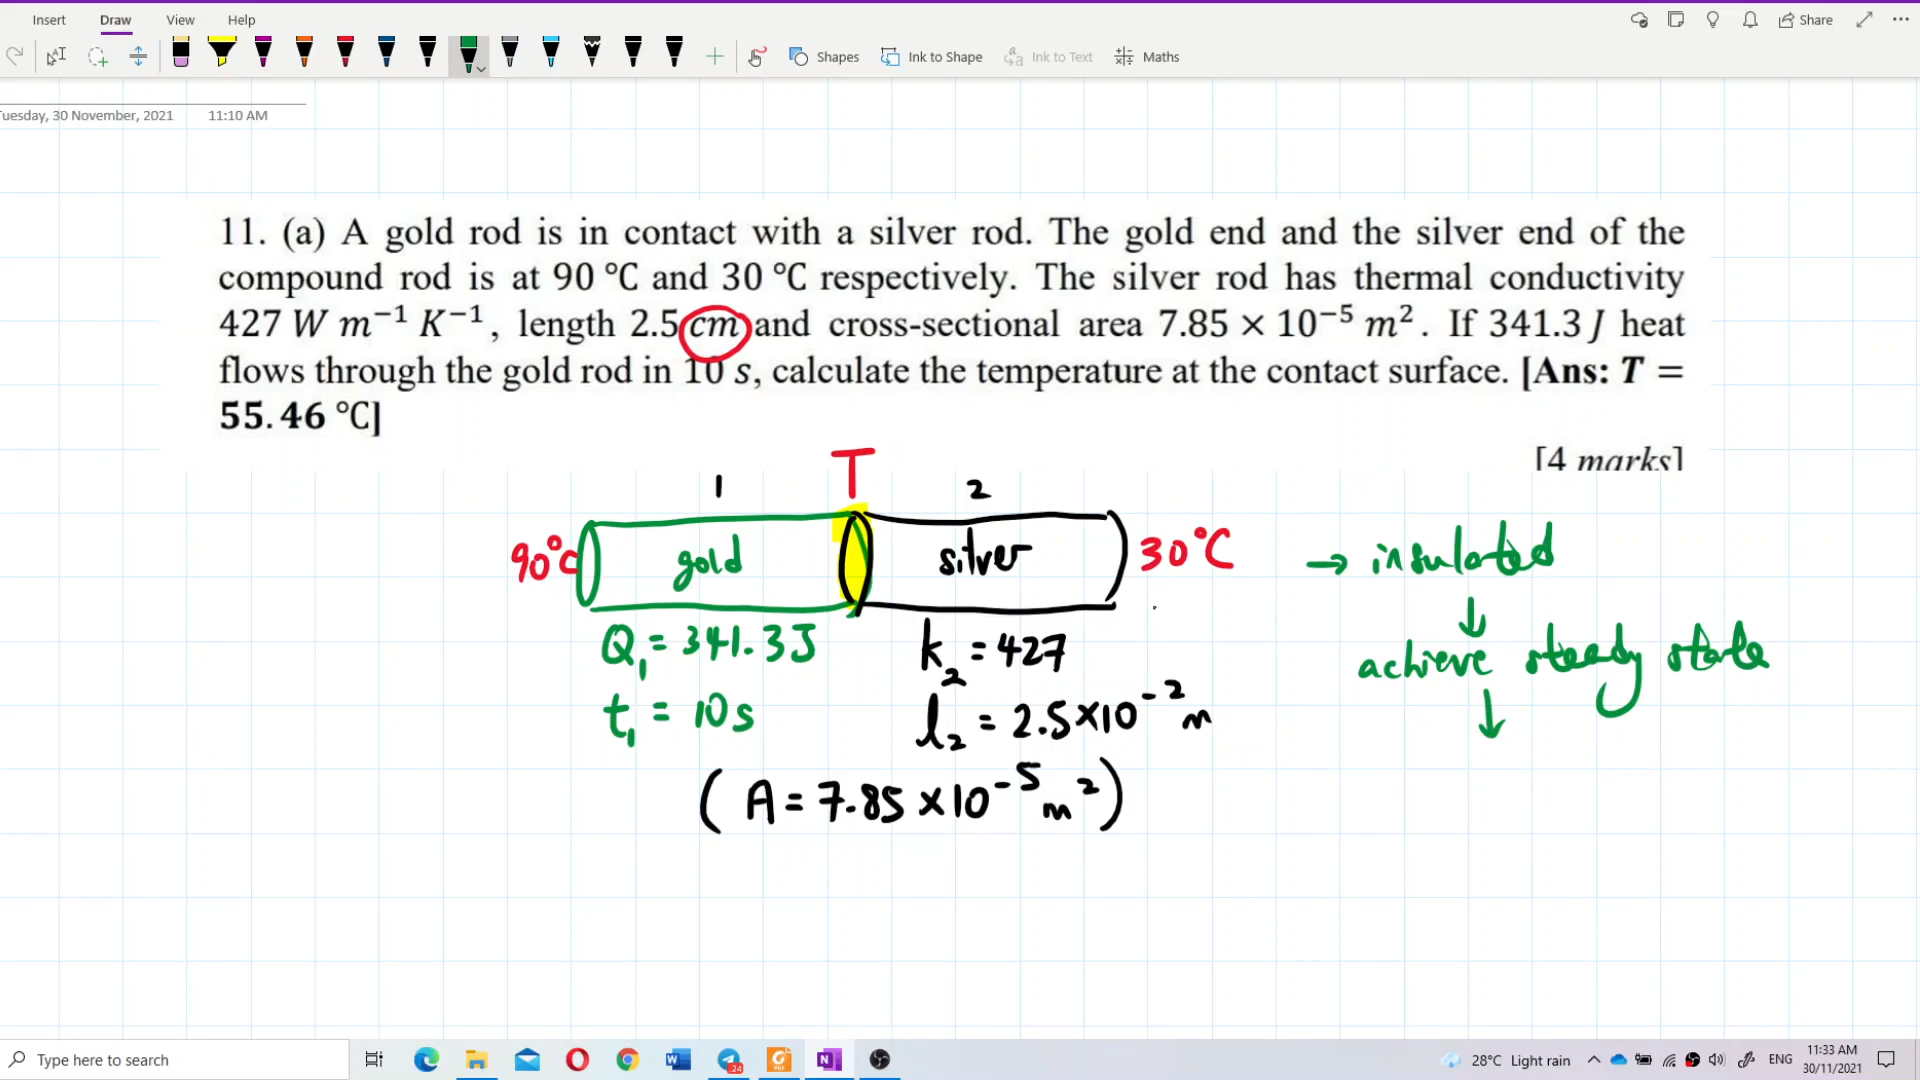 Insert Draw View Help
Share
Shapes Ink to Shape Ink to Text Maths
Tuesday, 30 November, 2021 11:10 AM
11. (a) A gold rod is in contact with a silver rod. The gold end and the silver end of the
compound rod is at 90 °C and 30 °C respectively. The silver rod has thermal conductivity
427 W m⁻¹ K⁻¹, length 2.5 cm and cross-sectional area 7.85 × 10⁻⁵ m². If 341.3 J heat
flows through the gold rod in 10 s, calculate the temperature at the contact surface. [Ans: T =
55.46 °C]
[4 marks]
T
1 2
90°C gold silver 30°C → insulated
↓
Q₁ = 341.3J k₂ = 427 achieve steady state
↓
t₁ = 10s l₂ = 2.5×10⁻² m
( A = 7.85 ×10⁻⁵ m² )
Type here to search
24
28°C Light rain ENG 11:33 AM
30/11/2021